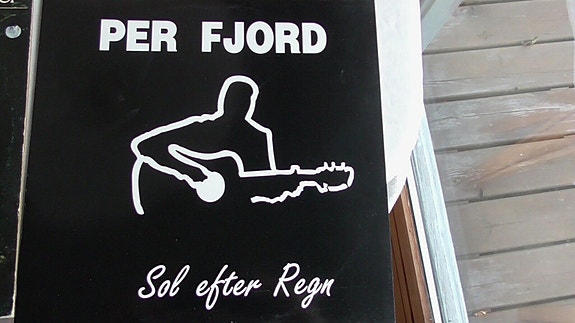 PER FJORD
Sol efter Regn